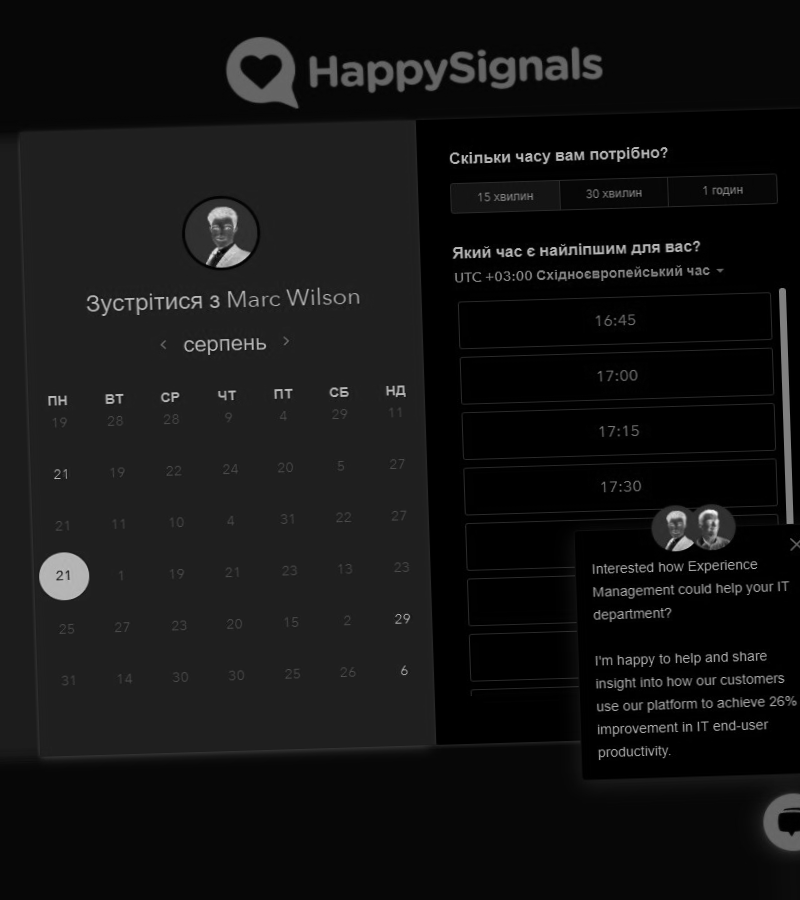 HappySignals
Зустрітися з Marc Wilson
серпень
ПН ВТ СР ЧТ ПТ СБ НД
19 28 28 9 4 29 11
21 19 22 24 20 5 27
21 11 10 4 31 22 27
21 1 19 21 23 13 23
25 27 23 20 15 2 29
31 14 30 30 25 26 6
Скільки часу вам потрібно?
15 хвилин 30 хвилин 1 годин
Який час є найліпшим для вас?
UTC +03:00 Східноєвропейський час
16:45
17:00
17:15
17:30
Interested how Experience
Management could help your IT
department?
I'm happy to help and share
insight into how our customers
use our platform to achieve 26%
improvement in IT end-user
productivity.